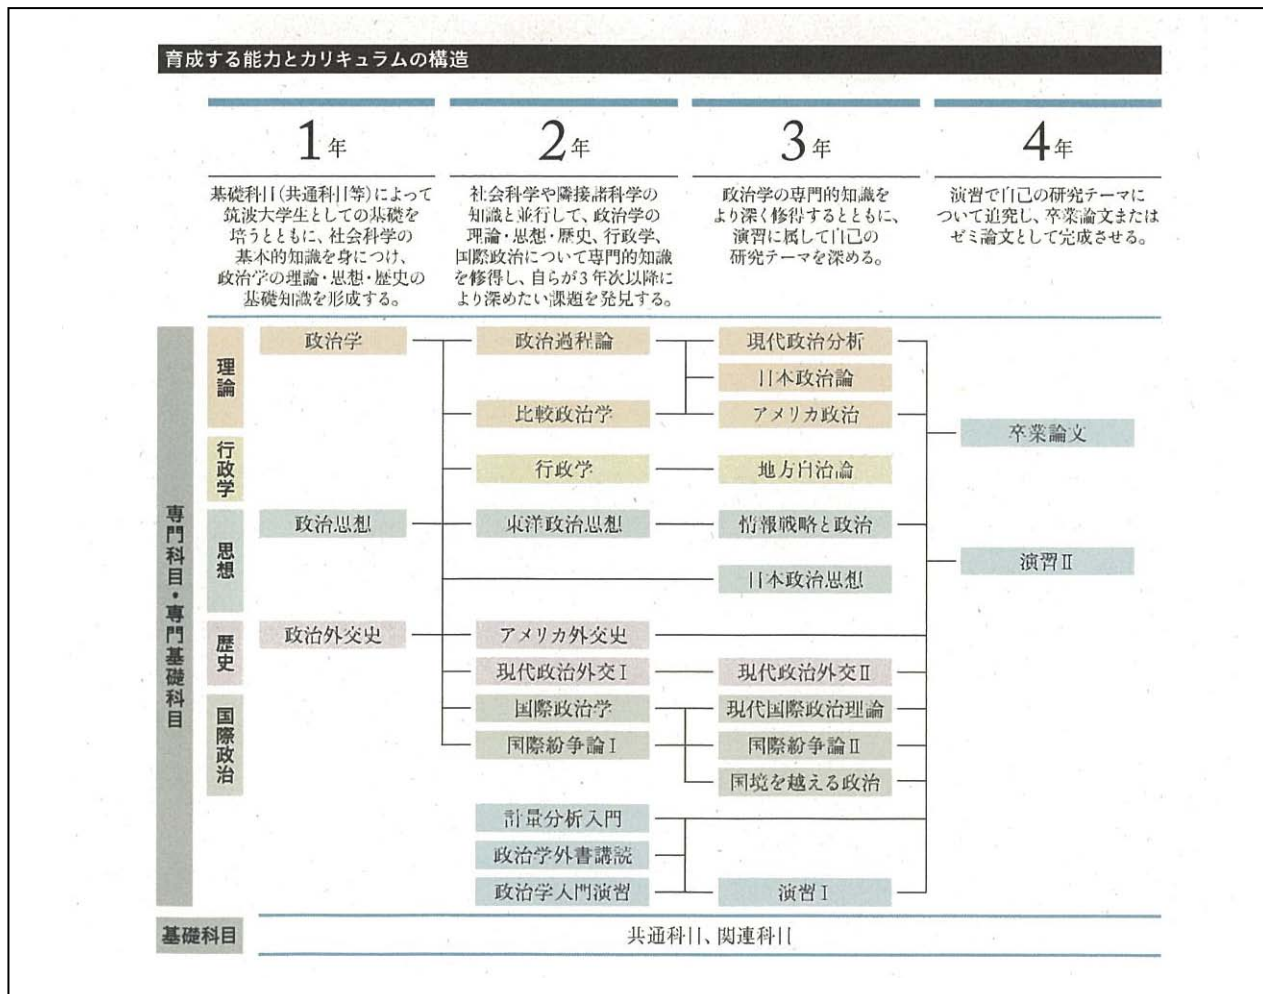 育成する能力とカリキュラムの構造
1年
2年
3年
4年
基礎科目(共通科目等)によって
筑波大学生としての基礎を
培うとともに、社会科学の
基本的知識を身につけ、
政治学の理論・思想・歴史の
基礎知識を形成する。
社会科学や隣接諸科学の
知識と並行して、政治学の
理論・思想・歴史、行政学、
国際政治について専門的知識
を修得し、自らが3年次以降に
より深めたい課題を発見する。
政治学の専門的知識を
より深く修得するとともに、
演習に属して自己の
研究テーマを深める。
演習で自己の研究テーマに
ついて追究し、卒業論文または
ゼミ論文として完成させる。
専門科目・専門基礎科目
理論
政治学
政治過程論
現代政治分析
日本政治論
比較政治学
アメリカ政治
卒業論文
行政学
行政学
地方自治論
思想
政治思想
東洋政治思想
情報戦略と政治
演習Ⅱ
日本政治思想
歴史
政治外交史
アメリカ外交史
現代政治外交Ⅰ
現代政治外交Ⅱ
国際政治
国際政治学
現代国際政治理論
国際紛争論Ⅰ
国際紛争論Ⅱ
国境を越える政治
計量分析入門
政治学外書講読
政治学入門演習
演習Ⅰ
基礎科目
共通科目、関連科目